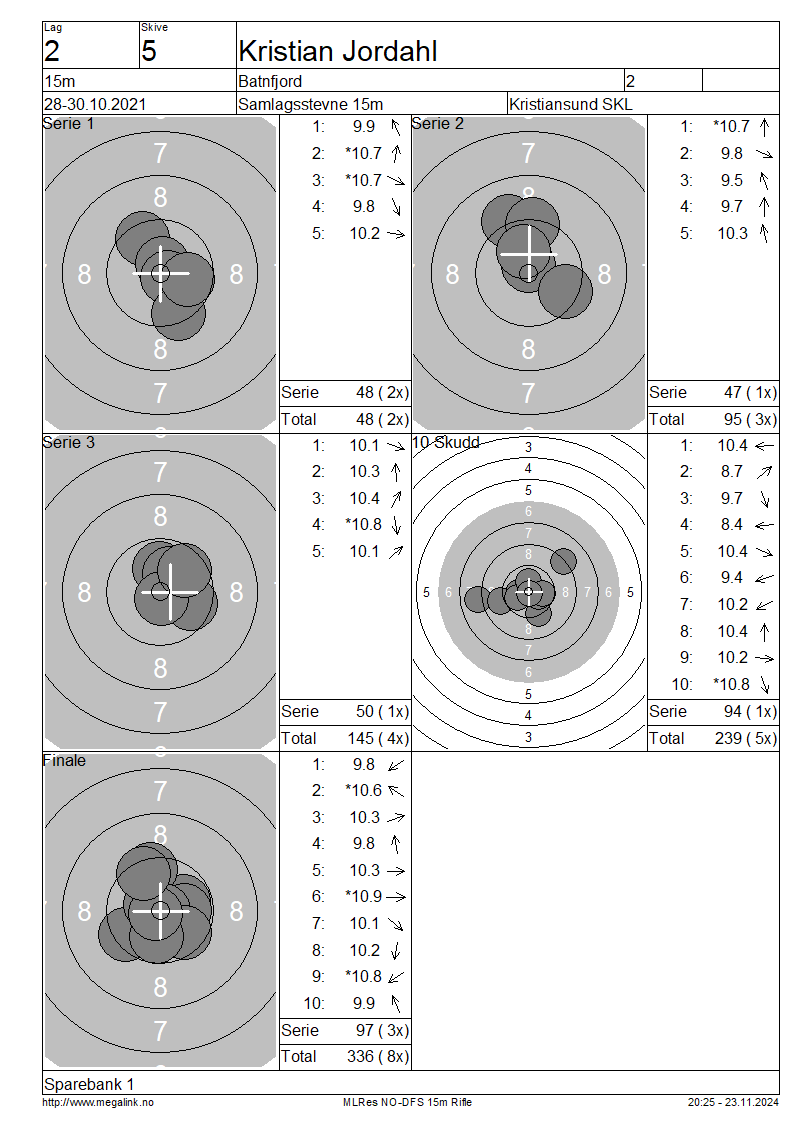 Lag
Skive
2
5
Kristian Jordahl
15m
Batnfjord
2
28-30.10.2021
Samlagsstevne 15m
Kristiansund SKL
Serie 1
7
8
8
8
8
7
1: 9.9
2: *10.7
3: *10.7
4: 9.8
5: 10.2
Serie 48 ( 2x)
Total 48 ( 2x)
Serie 2
7
8
8
8
8
7
1: *10.7
2: 9.8
3: 9.5
4: 9.7
5: 10.3
Serie 47 ( 1x)
Total 95 ( 3x)
Serie 3
7
8
8
8
8
7
1: 10.1
2: 10.3
3: 10.4
4: *10.8
5: 10.1
Serie 50 ( 1x)
Total 145 ( 4x)
10 Skudd
3
4
5
6
7
8
5 6 8 7 6 5
8
7
6
5
4
3
1: 10.4
2: 8.7
3: 9.7
4: 8.4
5: 10.4
6: 9.4
7: 10.2
8: 10.4
9: 10.2
10: *10.8
Serie 94 ( 1x)
Total 239 ( 5x)
Finale
7
8
8
8
8
7
1: 9.8
2: *10.6
3: 10.3
4: 9.8
5: 10.3
6: *10.9
7: 10.1
8: 10.2
9: *10.8
10: 9.9
Serie 97 ( 3x)
Total 336 ( 8x)
Sparebank 1
http://www.megalink.no
MLRes NO-DFS 15m Rifle
20:25 - 23.11.2024